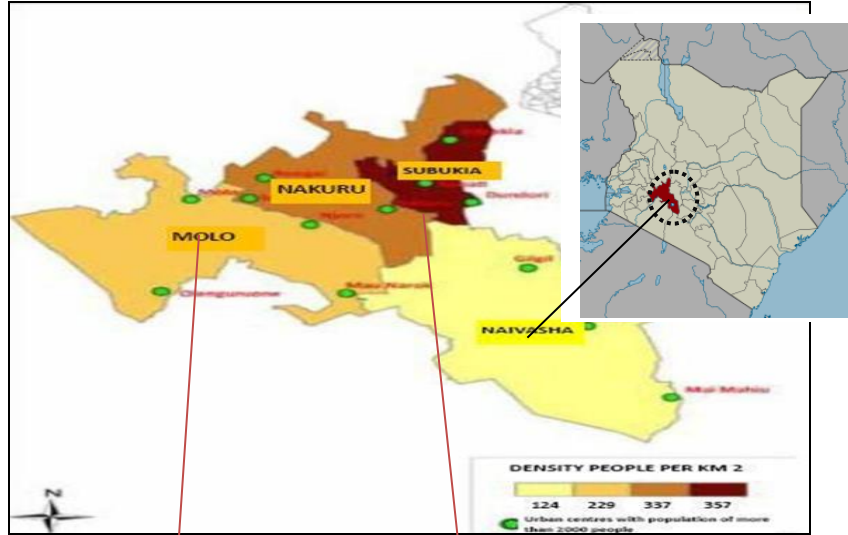 SUBUKIA
NAKURU
Dundori
Njoro
MOLO
Gilgil
Olenguruone
Mau Narok
NAIVASHA
Mai Mahiu
DENSITY PEOPLE PER KM 2
124 229 337 357
Urban centres with population of more
than 2000 people
N